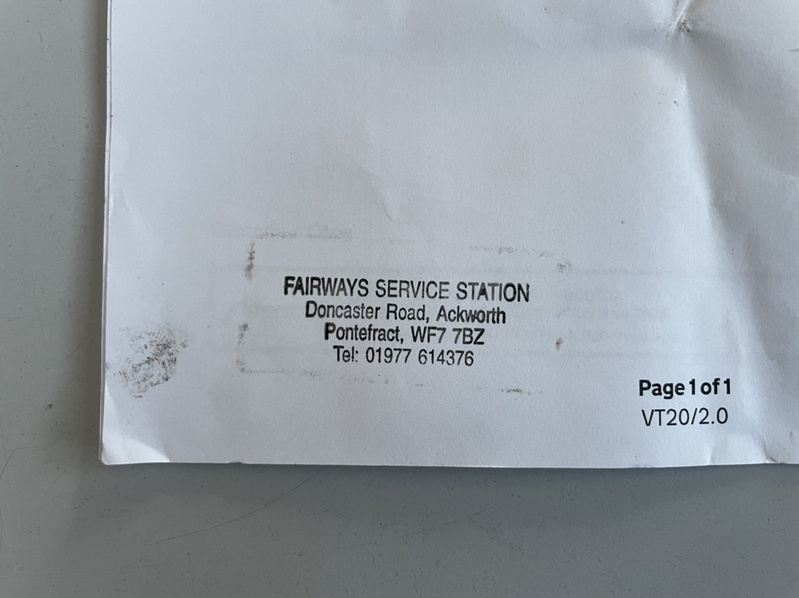 FAIRWAYS SERVICE STATION
Doncaster Road, Ackworth
Pontefract, WF7 7BZ
Tel: 01977 614376
Page 1 of 1
VT20/2.0